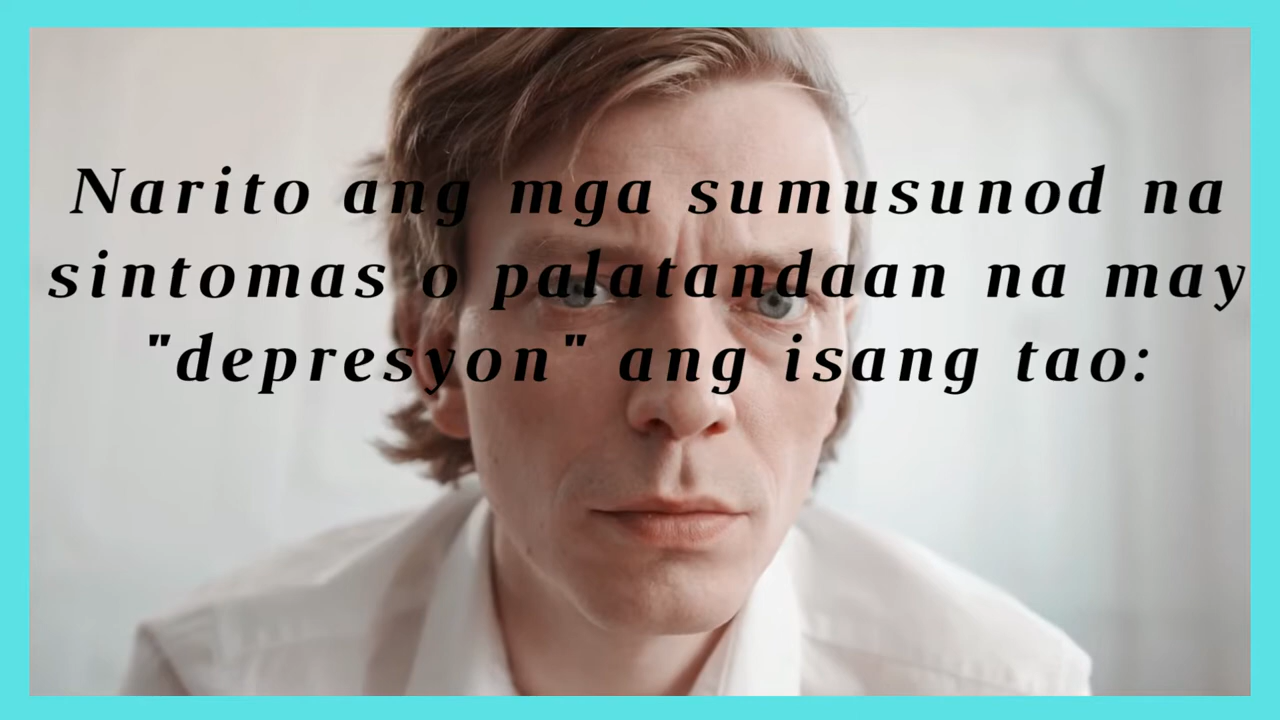 Narito ang mga sumusunod na
sintomas o palatandaan na may
"depresyon" ang isang tao: